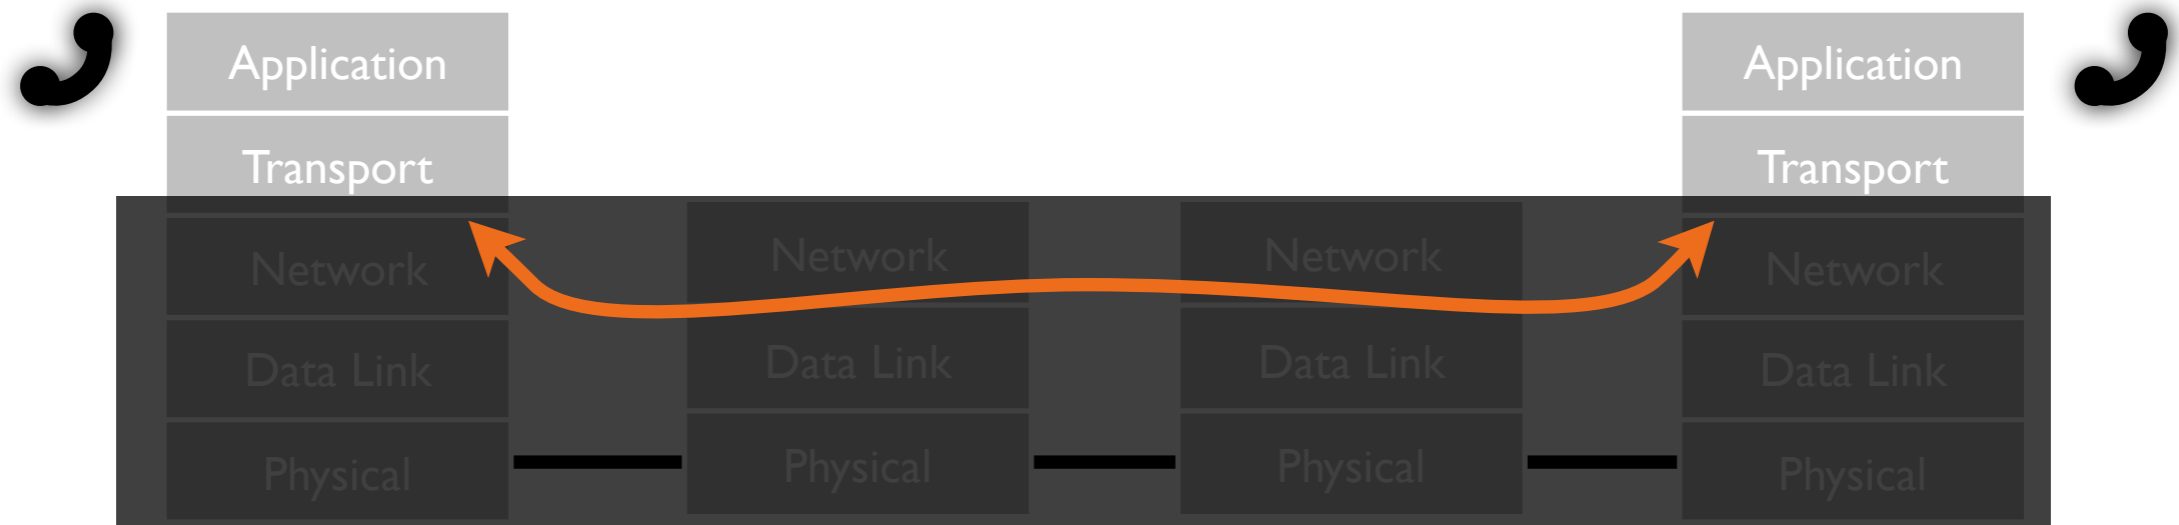 Application
Transport
Network
Data Link
Physical
Network
Data Link
Physical
Network
Data Link
Physical
Application
Transport
Network
Data Link
Physical